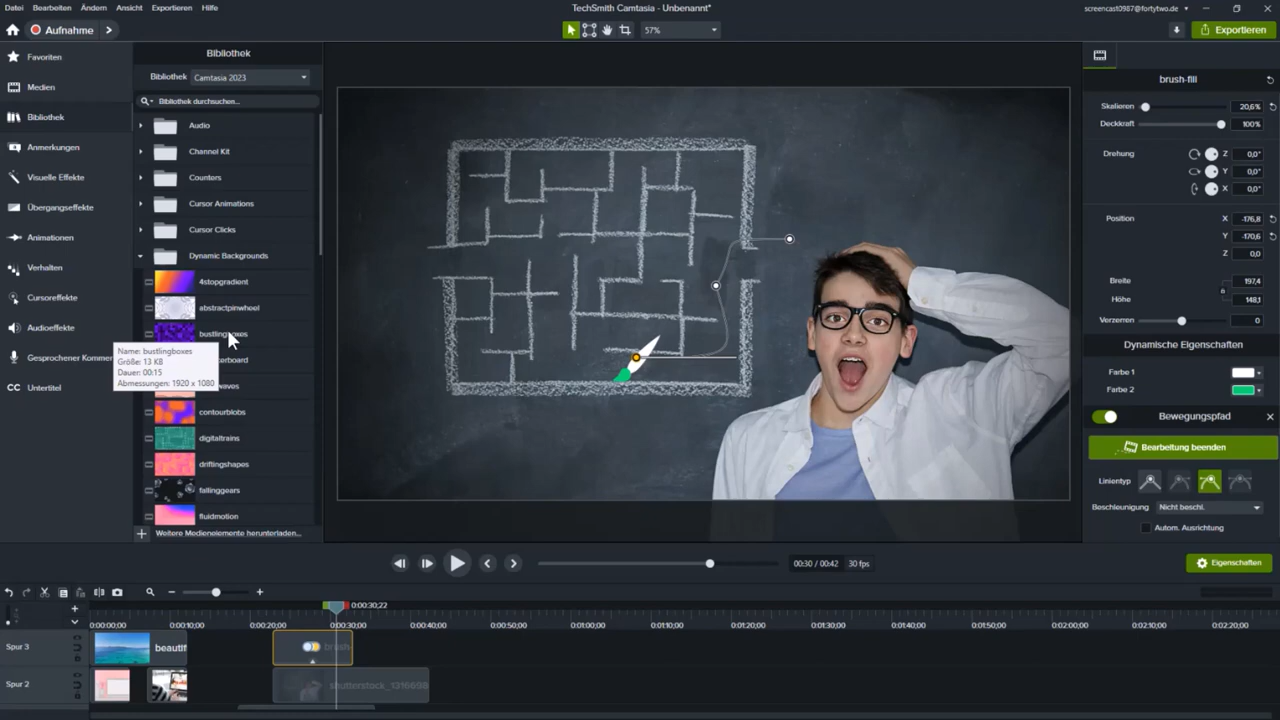 Datei Bearbeiten Ändern Ansicht Exportieren Hilfe
TechSmith Camtasia - Unbenannt*
screencast0987@fortytwo.de
Aufnahme
57%
Exportieren
Favoriten
Medien
Bibliothek
Anmerkungen
Visuelle Effekte
Übergangseffekte
Animationen
Verhalten
Cursoreffekte
Audioeffekte
Gesprochener Kommen
CC Untertitel
Bibliothek
Bibliothek Camtasia 2023
Bibliothek durchsuchen...
Audio
Channel Kit
Counters
Cursor Animations
Cursor Clicks
Dynamic Backgrounds
4stopgradient
abstractpinwheel
bustlingboxes
Name: bustlingboxes
Größe: 13 KB
Dauer: 00:15
Abmessungen: 1920 x 1080
contourblobs
digitaltrains
driftingshapes
fallinggears
fluidmotion
Weitere Medienelemente herunterladen...
brush-fill
Skalieren 20,6%
Deckkraft 100%
Drehung Z 0,0°
Y 0,0°
X 0,0°
Position X -176,8
Y -170,6
Z 0,0
Breite 197,4
Höhe 148,1
Verzerren 0
Dynamische Eigenschaften
Farbe 1
Farbe 2
Bewegungspfad
Bearbeitung beenden
Linientyp
Beschleunigung Nicht beschl.
Autom. Ausrichtung
00:30 / 00:42 30 fps
Eigenschaften
0:00:30;22
0:00:00;00 0:00:10;00 0:00:20;00 0:00:30;00 0:00:40;00 0:00:50;00 0:01:00;00 0:01:10;00 0:01:20;00 0:01:30;00 0:01:40;00 0:01:50;00 0:02:00;00 0:02:10;00 0:02:20;00
Spur 3
beautif
brush-
Spur 2
shutterstock_1316698